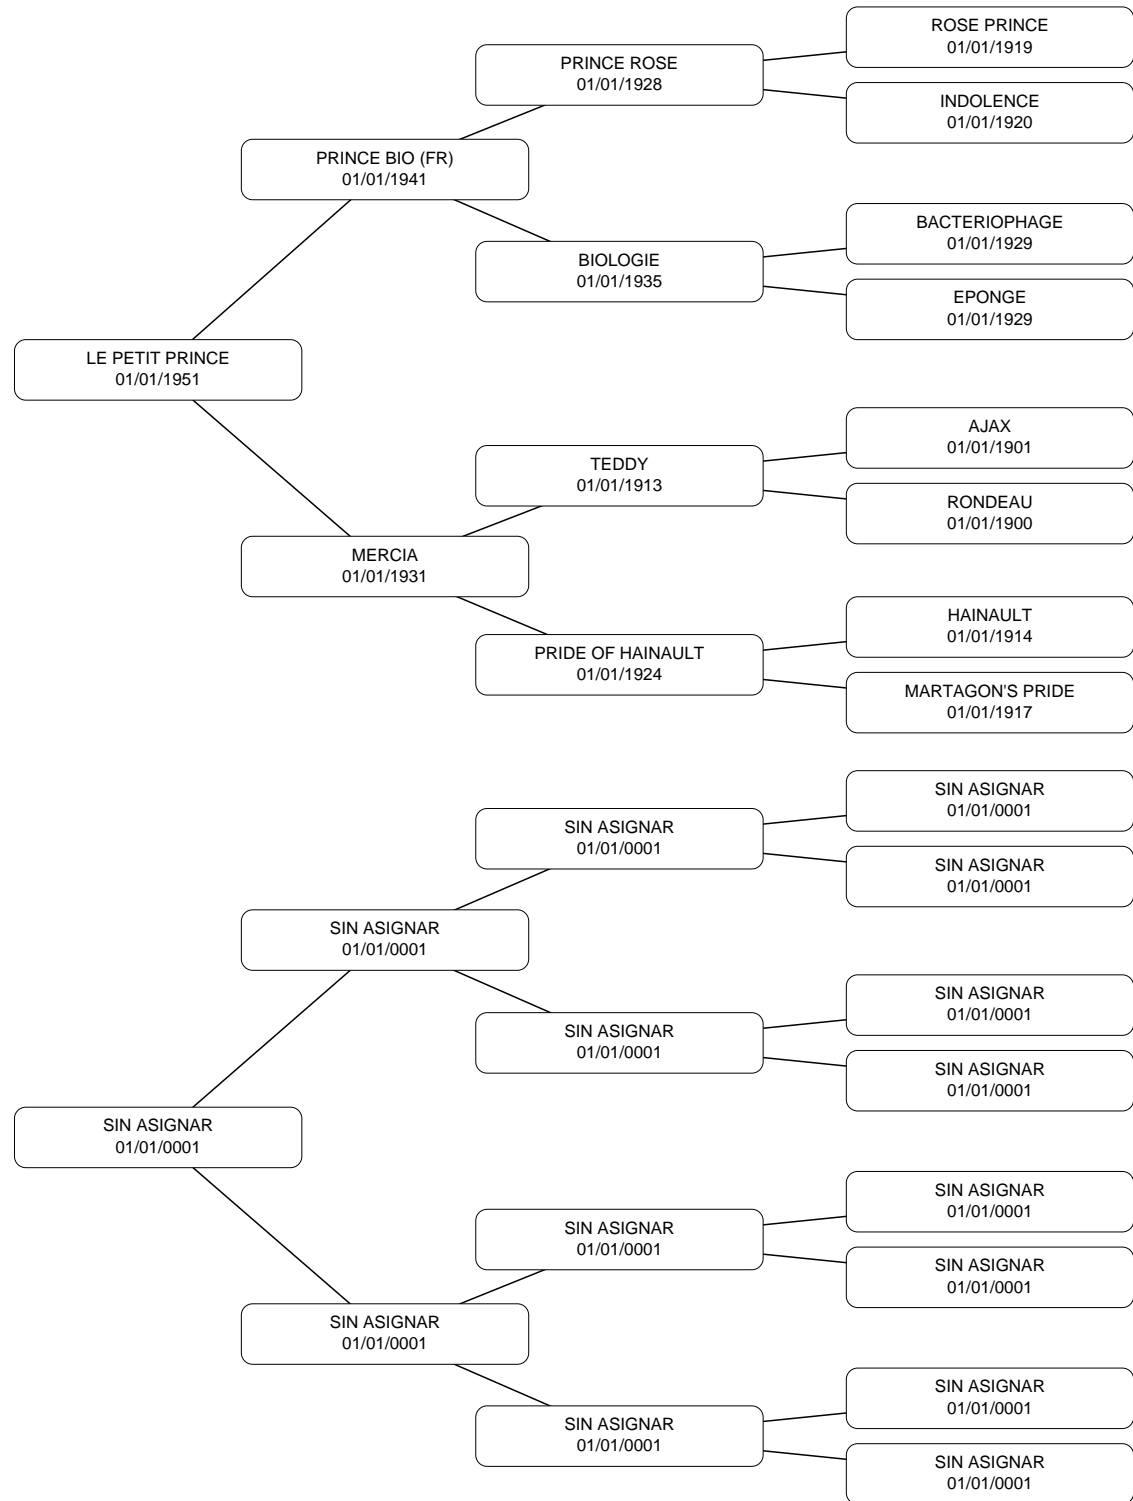 ROSE PRINCE
01/01/1919
PRINCE ROSE
01/01/1928
INDOLENCE
01/01/1920
PRINCE BIO (FR)
01/01/1941
BACTERIOPHAGE
01/01/1929
BIOLOGIE
01/01/1935
EPONGE
01/01/1929
LE PETIT PRINCE
01/01/1951
AJAX
01/01/1901
TEDDY
01/01/1913
RONDEAU
01/01/1900
MERCIA
01/01/1931
HAINAULT
01/01/1914
PRIDE OF HAINAULT
01/01/1924
MARTAGON'S PRIDE
01/01/1917
SIN ASIGNAR
01/01/0001
SIN ASIGNAR
01/01/0001
SIN ASIGNAR
01/01/0001
SIN ASIGNAR
01/01/0001
SIN ASIGNAR
01/01/0001
SIN ASIGNAR
01/01/0001
SIN ASIGNAR
01/01/0001
SIN ASIGNAR
01/01/0001
SIN ASIGNAR
01/01/0001
SIN ASIGNAR
01/01/0001
SIN ASIGNAR
01/01/0001
SIN ASIGNAR
01/01/0001
SIN ASIGNAR
01/01/0001
SIN ASIGNAR
01/01/0001
SIN ASIGNAR
01/01/0001